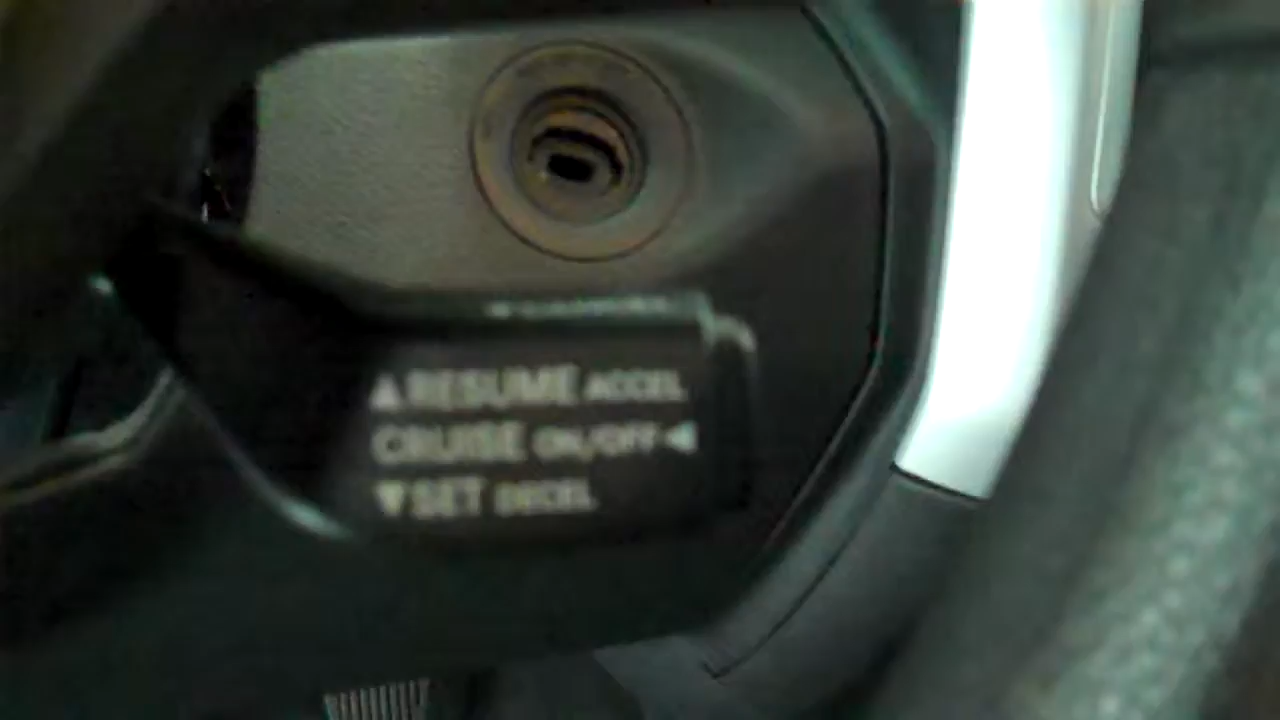 ▲ RESUME ACCEL
CRUISE ON/OFF ◀
▼ SET DECEL